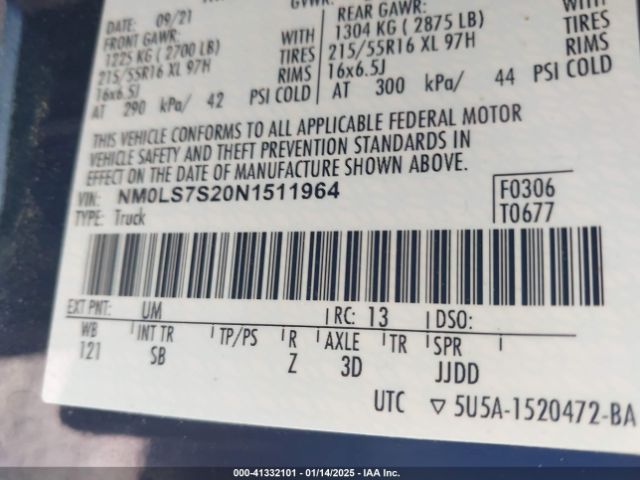 DATE: 09/21 GVWR:
FRONT GAWR: WITH
1225 KG ( 2700 LB) TIRES
215/55R16 XL 97H RIMS
16x6.5J
AT 290 kPa/ 42 PSI COLD
REAR GAWR: WITH
1304 KG ( 2875 LB) TIRES
215/55R16 XL 97H RIMS
16x6.5J
AT 300 kPa/ 44 PSI COLD
THIS VEHICLE CONFORMS TO ALL APPLICABLE FEDERAL MOTOR
VEHICLE SAFETY AND THEFT PREVENTION STANDARDS IN
EFFECT ON THE DATE OF MANUFACTURE SHOWN ABOVE.
VIN: NM0LS7S20N1511964
TYPE: Truck
F0306
T0677
EXT PNT: UM RC: 13 DSO:
WB INT TR TP/PS R AXLE TR SPR
121 SB Z 3D JJDD
UTC ▽ 5U5A-1520472-BA
000-41332101 - 01/14/2025 - IAA Inc.